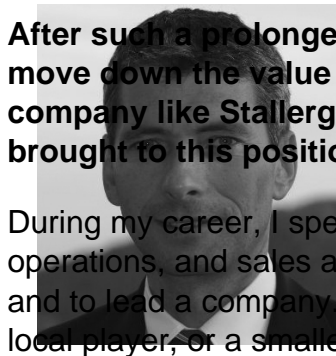 After such a prolonge
move down the value
company like Stallerg
brought to this positio
During my career, I spe
operations, and sales a
and to lead a company.
local player, or a smalle